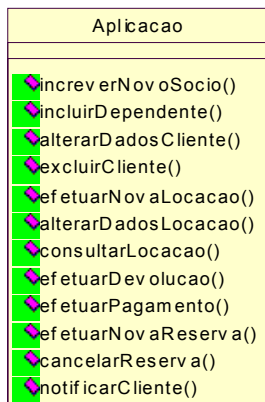 Aplicacao
increverNovoSocio()
incluirDependente()
alterarDadosCliente()
excluirCliente()
efetuarNovaLocacao()
alterarDadosLocacao()
consultarLocacao()
efetuarDevolucao()
efetuarPagamento()
efetuarNovaReserva()
cancelarReserva()
notificarCliente()